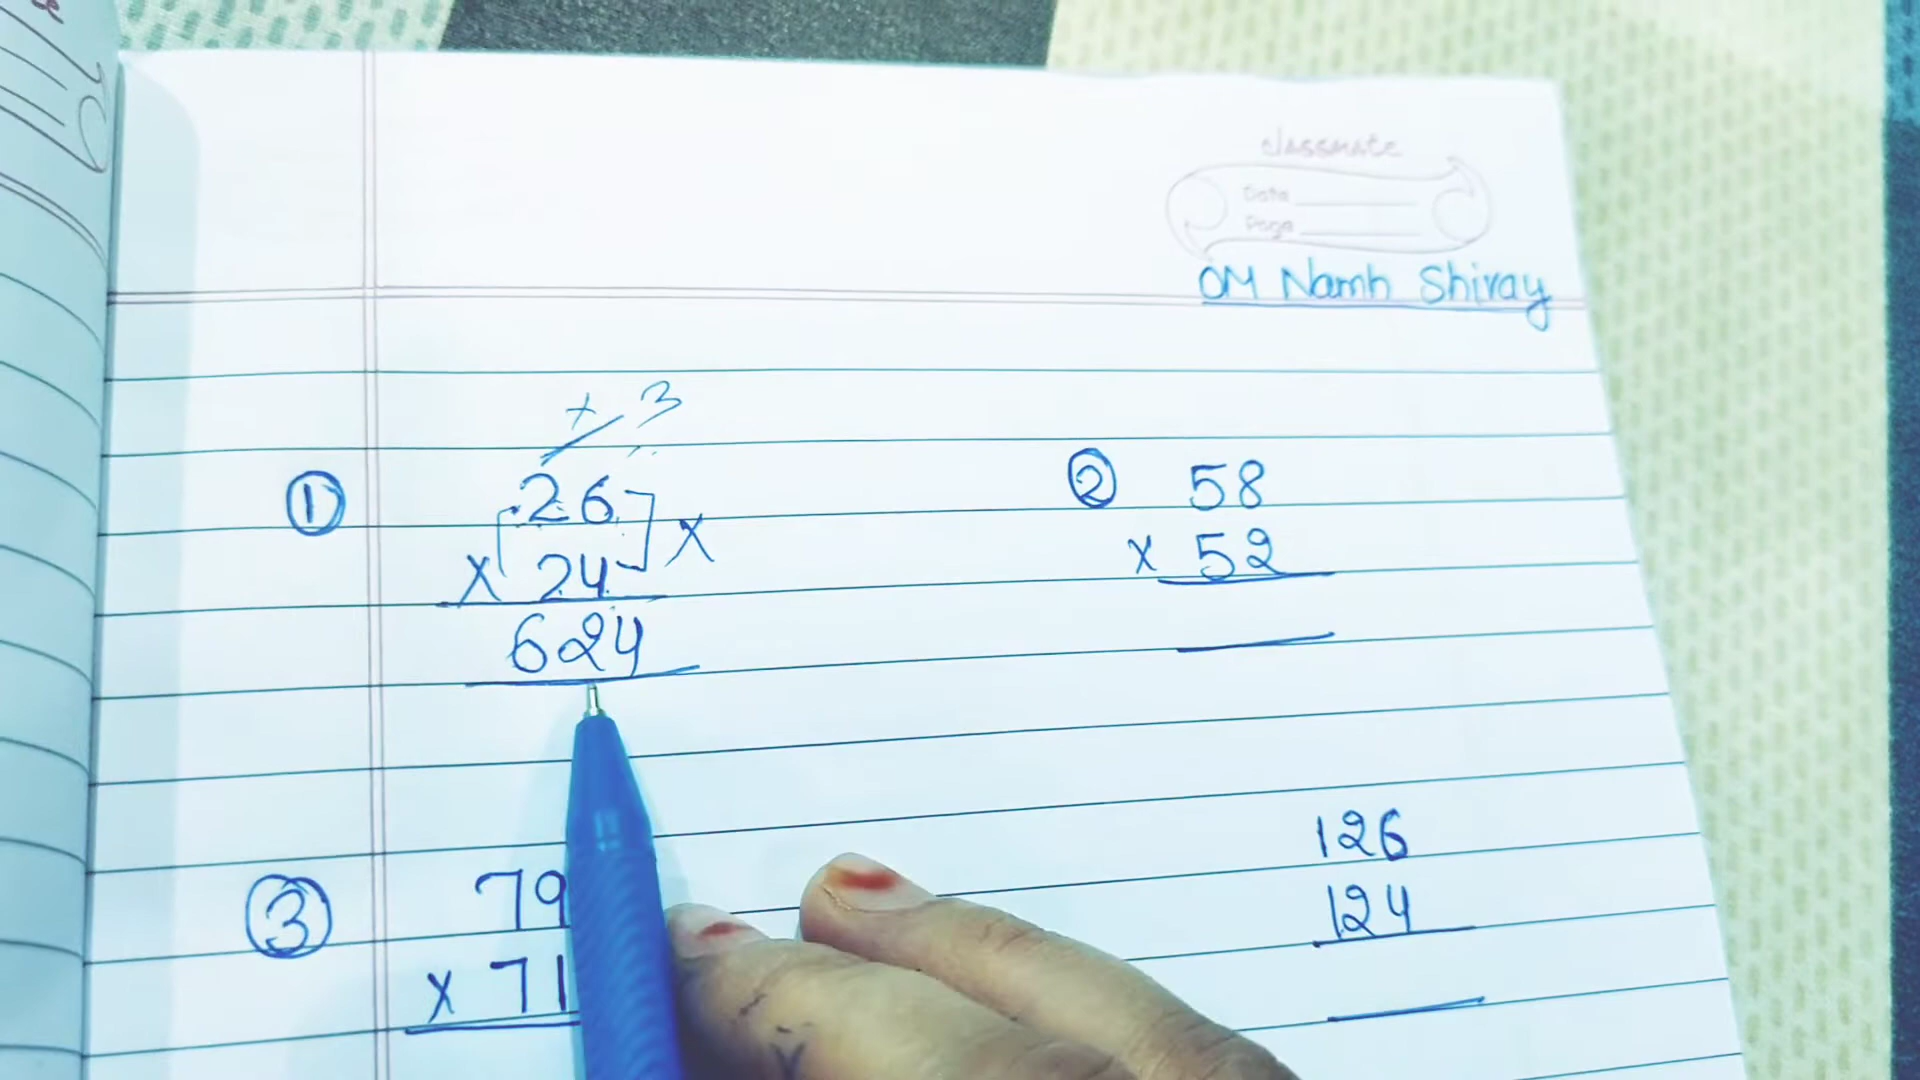 classmate
Date
Page
OM Namh Shivay
+ 3
① 26
X 24 X
624
② 58
x 52
③ 79
x 71
126
124